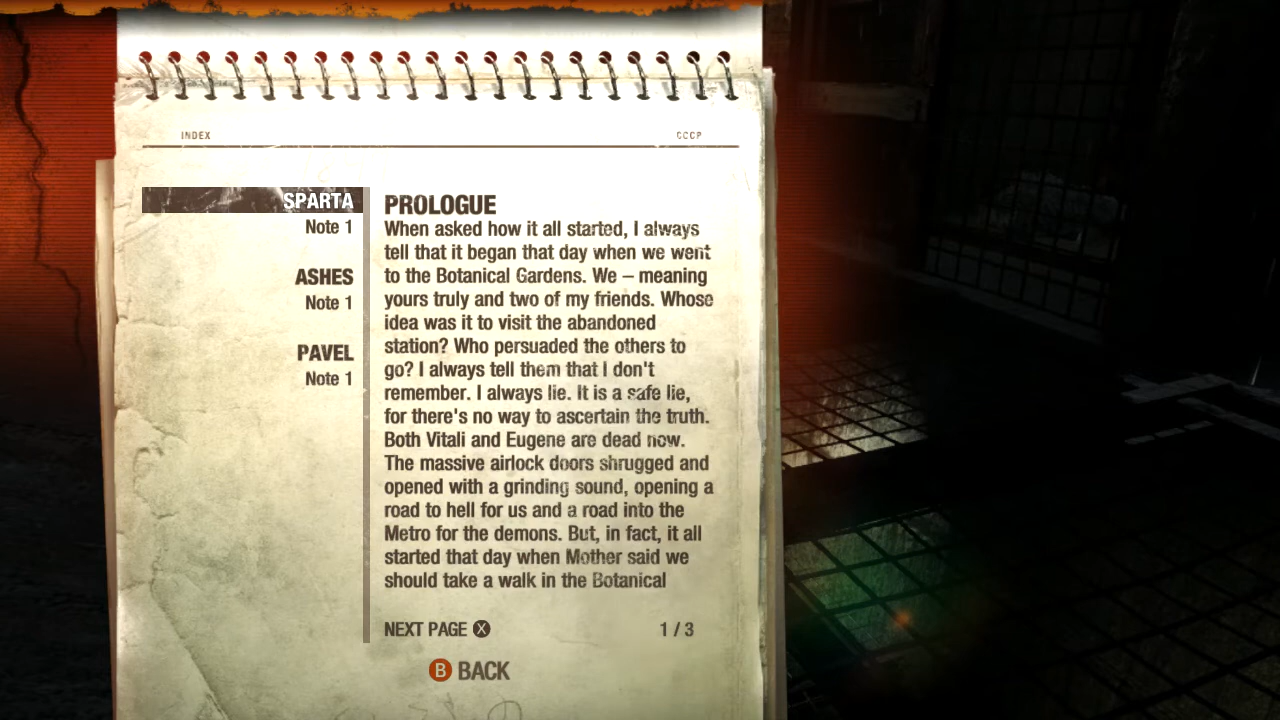 INDEX
CCCP
SPARTA
Note 1
ASHES
Note 1
PAVEL
Note 1
PROLOGUE
When asked how it all started, I always
tell that it began that day when we went
to the Botanical Gardens. We – meaning
yours truly and two of my friends. Whose
idea was it to visit the abandoned
station? Who persuaded the others to
go? I always tell them that I don't
remember. I always lie. It is a safe lie,
for there's no way to ascertain the truth.
Both Vitali and Eugene are dead now.
The massive airlock doors shrugged and
opened with a grinding sound, opening a
road to hell for us and a road into the
Metro for the demons. But, in fact, it all
started that day when Mother said we
should take a walk in the Botanical
NEXT PAGE X
1 / 3
B BACK